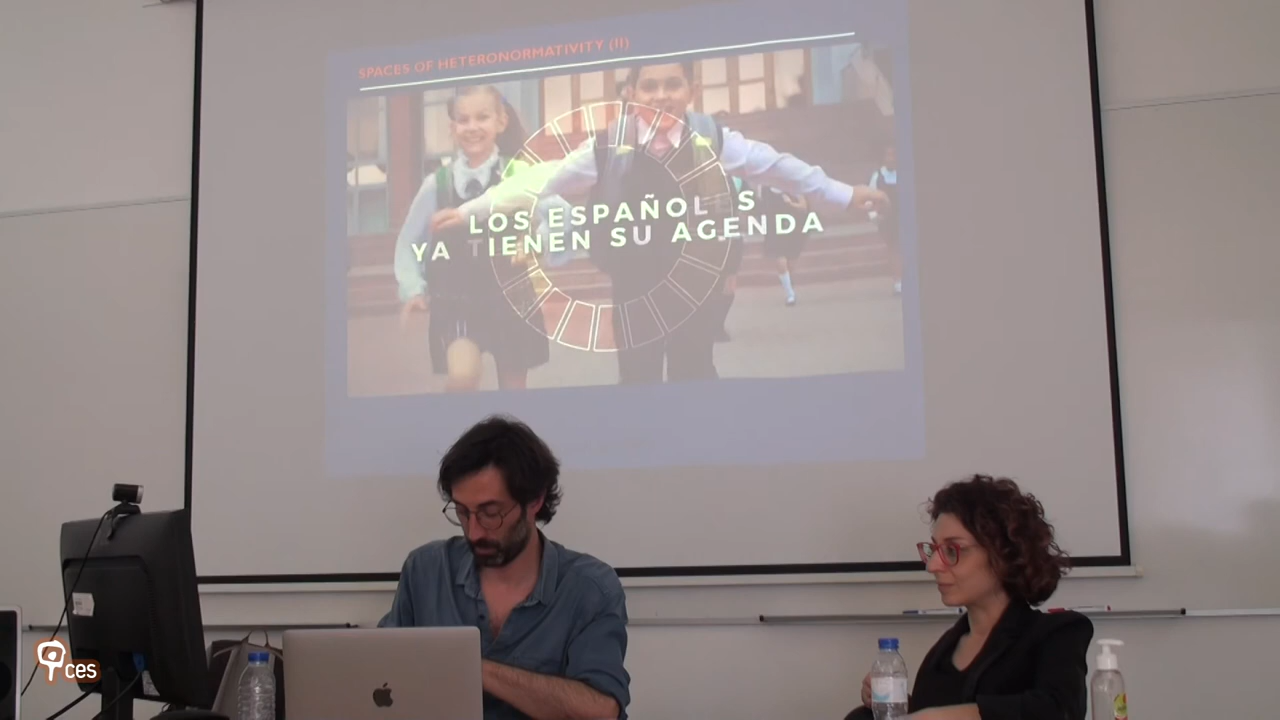 SPACES OF HETERONORMATIVITY (II)
LOS ESPAÑOL S
YA TIENEN SU AGENDA
ces